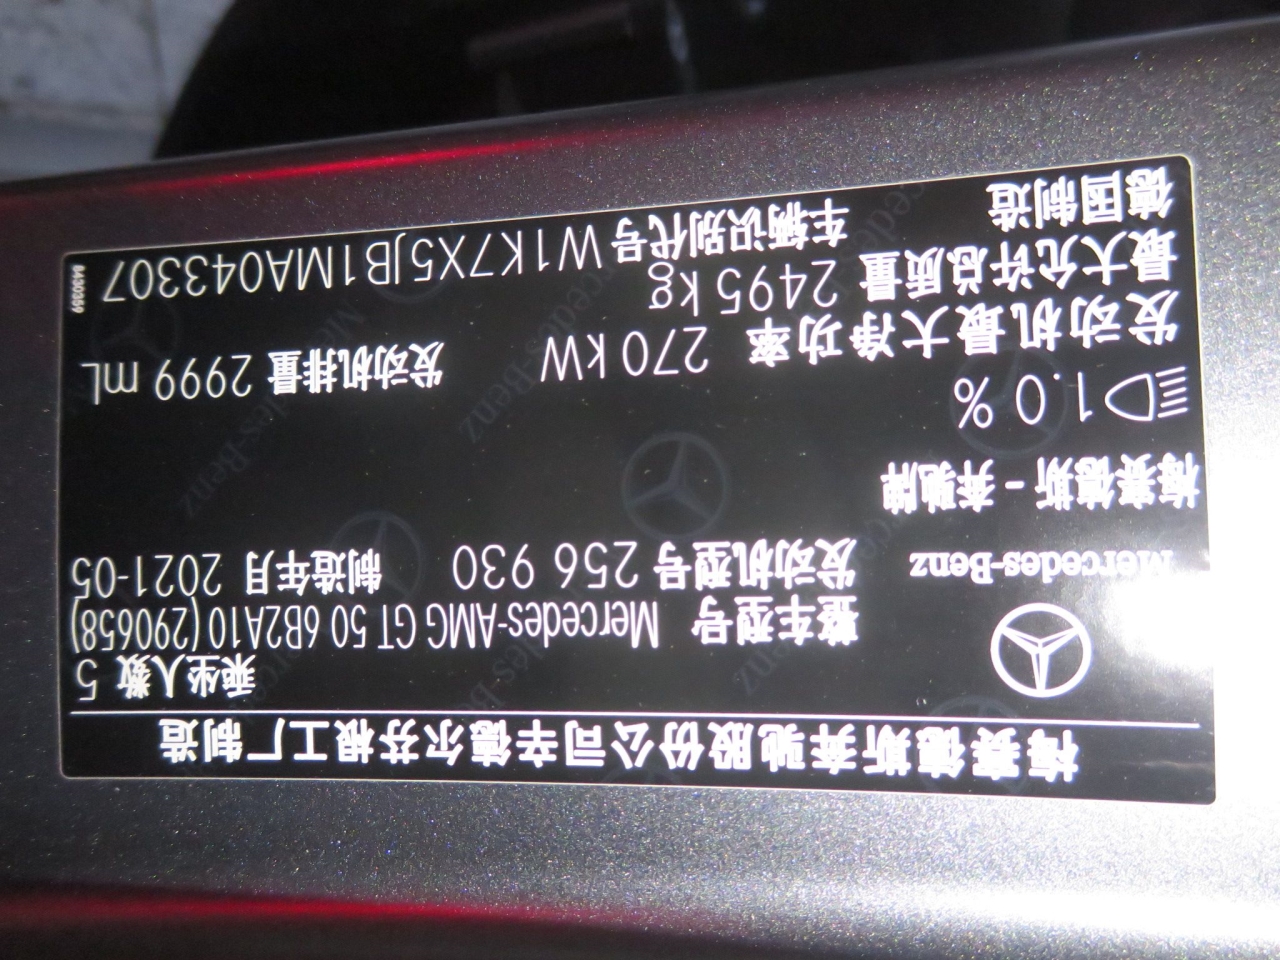 梅赛德斯奔驰股份公司辛德尔芬根工厂制造
乘坐人数 5
整车型号 Mercedes-AMG GT 50 6B2A10 (290658)
Mercedes-Benz
发动机型号 256 930 制造年月 2021-05
梅赛德斯 - 奔驰牌
1.0 %
发动机最大净功率 270 kW 发动机排量 2999 mL
最大允许总质量 2495 kg
德国制造 车辆识别代号 W1K7X5JB1MA043307